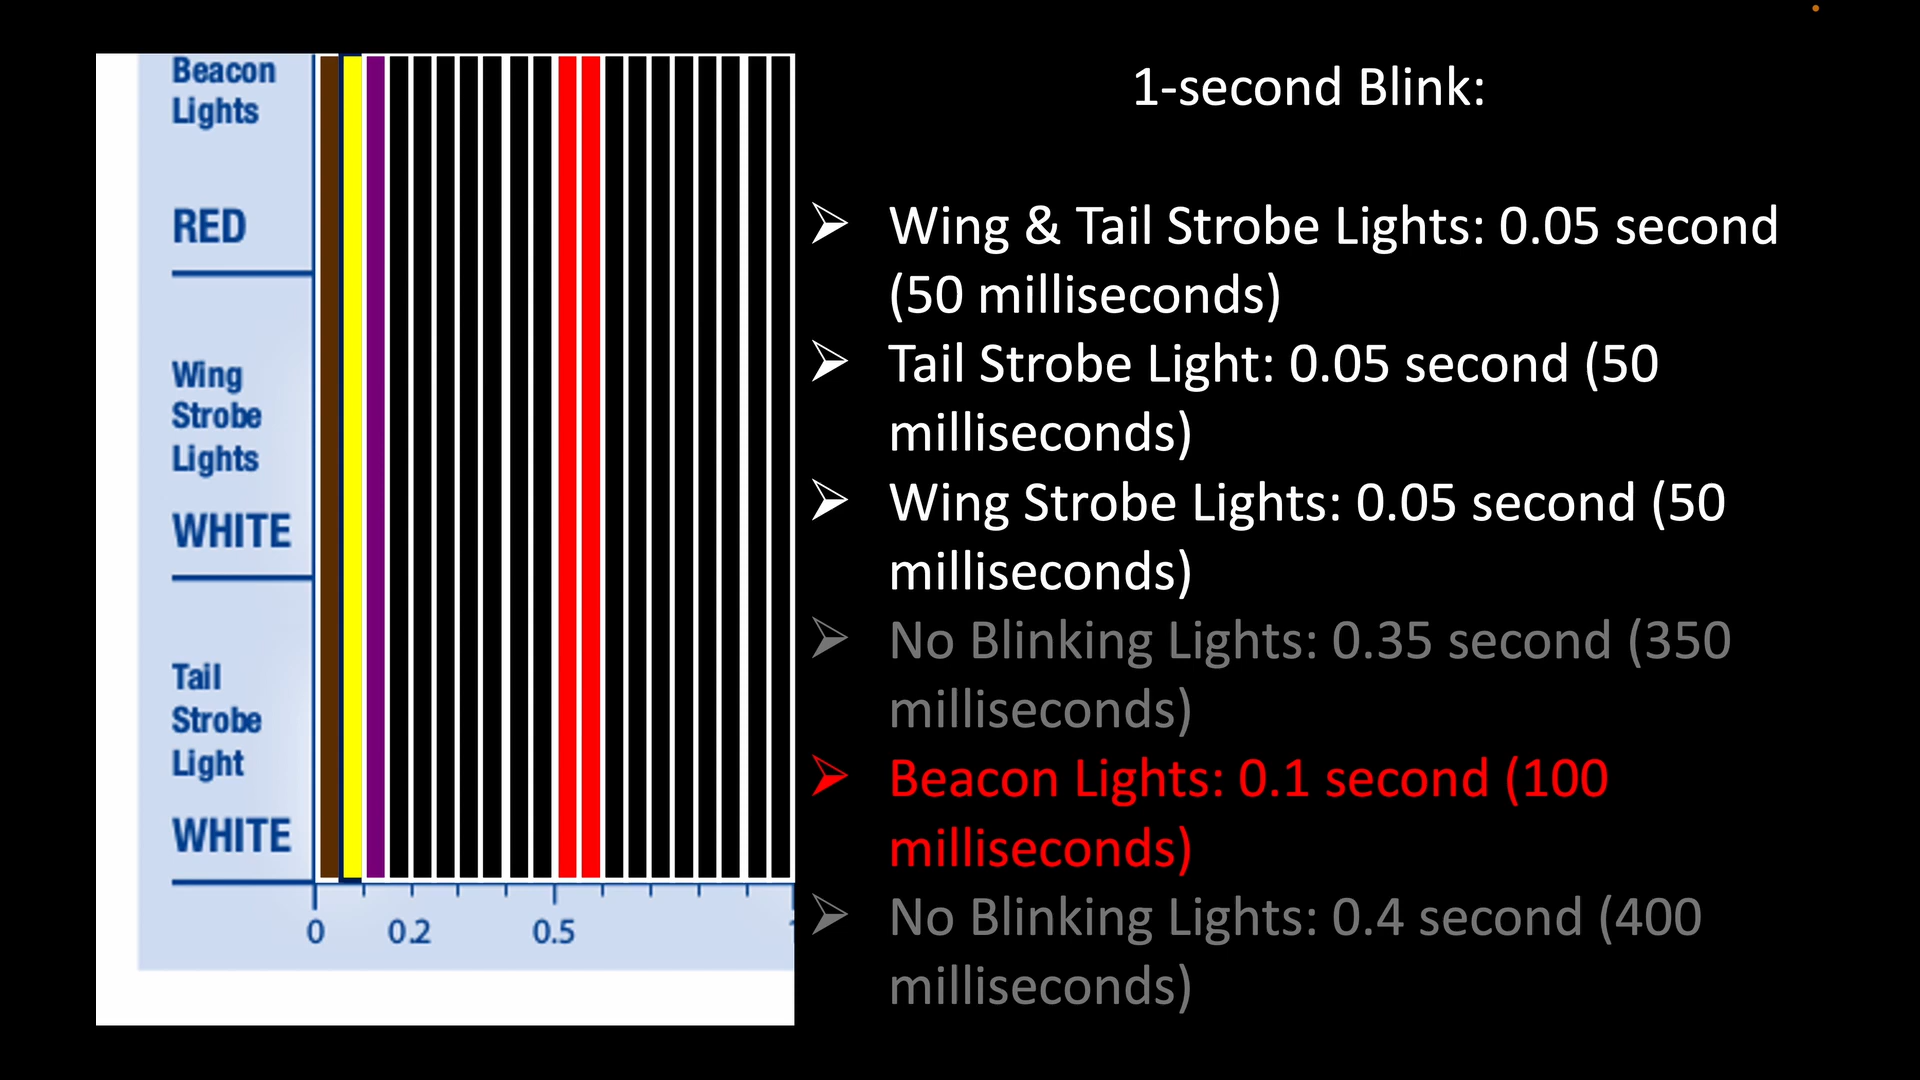 Beacon
Lights
RED
Wing
Strobe
Lights
WHITE
Tail
Strobe
Light
WHITE
0 0.2 0.5
1-second Blink:
➢ Wing & Tail Strobe Lights: 0.05 second
(50 milliseconds)
➢ Tail Strobe Light: 0.05 second (50
milliseconds)
➢ Wing Strobe Lights: 0.05 second (50
milliseconds)
➢ No Blinking Lights: 0.35 second (350
milliseconds)
➢ Beacon Lights: 0.1 second (100
milliseconds)
➢ No Blinking Lights: 0.4 second (400
milliseconds)